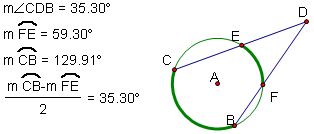 m∠CDB = 35.30°
m FE = 59.30°
m CB = 129.91°
m CB-m FE
2
= 35.30°
D
E
C
A
F
B